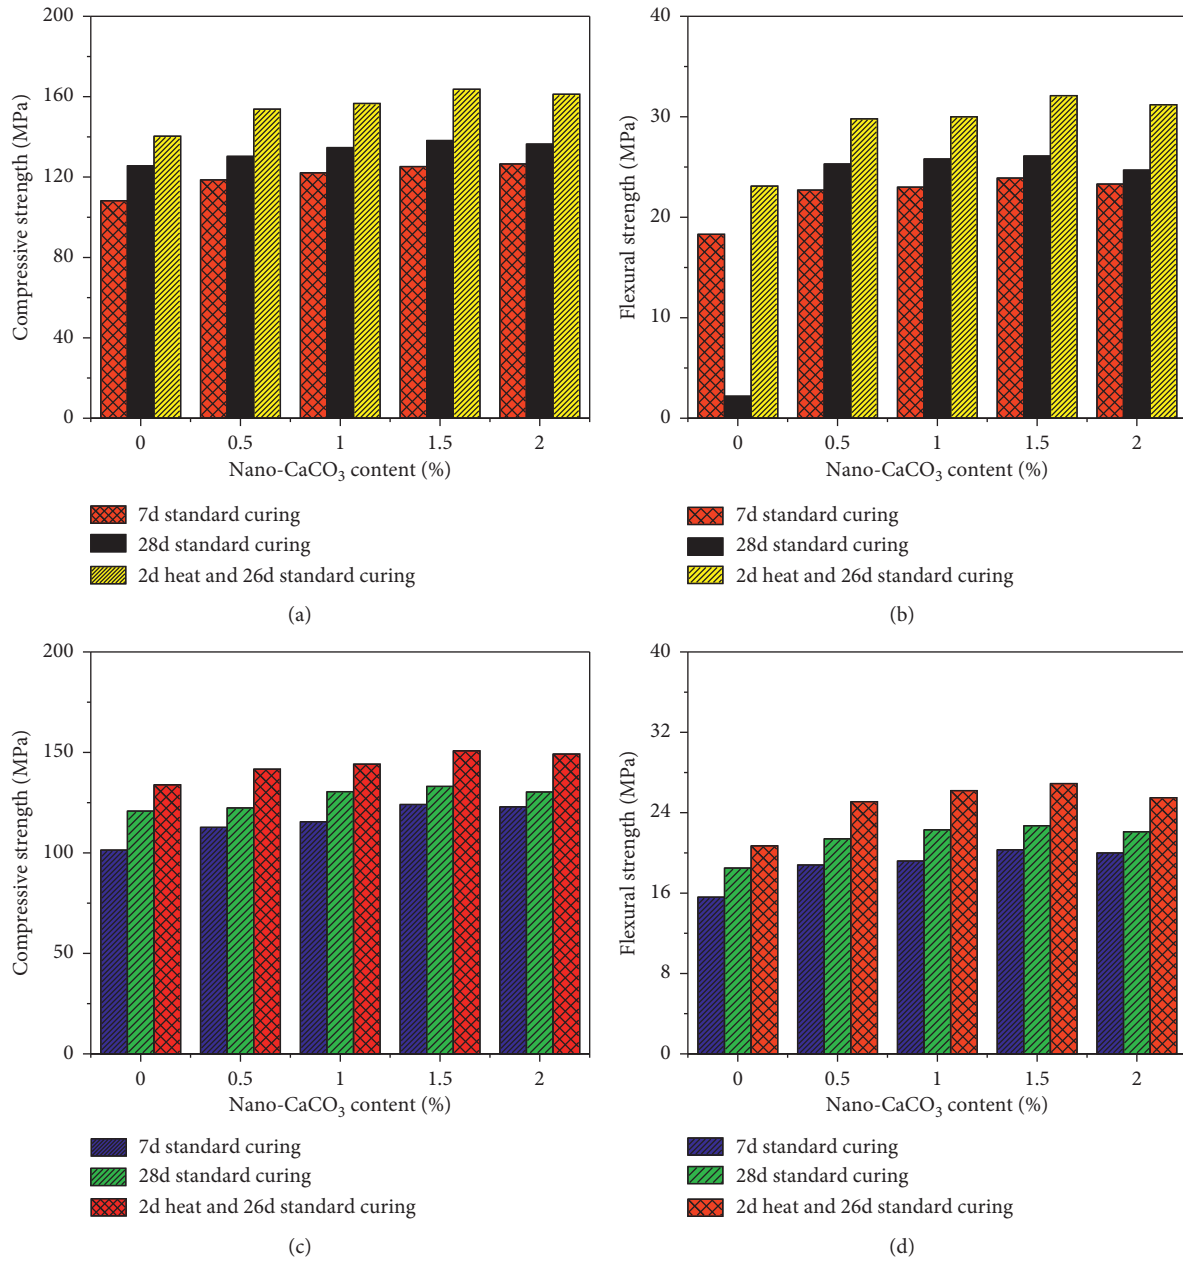 200
160
120
80
40
0
Compressive strength (MPa)
0 0.5 1 1.5 2
Nano-CaCO₃ content (%)
7d standard curing
28d standard curing
2d heat and 26d standard curing
(a)
40
30
20
10
0
Flexural strength (MPa)
0 0.5 1 1.5 2
Nano-CaCO₃ content (%)
7d standard curing
28d standard curing
2d heat and 26d standard curing
(b)
200
150
100
50
0
Compressive strength (MPa)
0 0.5 1 1.5 2
Nano-CaCO₃ content (%)
7d standard curing
28d standard curing
2d heat and 26d standard curing
(c)
40
32
24
16
8
0
Flexural strength (MPa)
0 0.5 1 1.5 2
Nano-CaCO₃ content (%)
7d standard curing
28d standard curing
2d heat and 26d standard curing
(d)